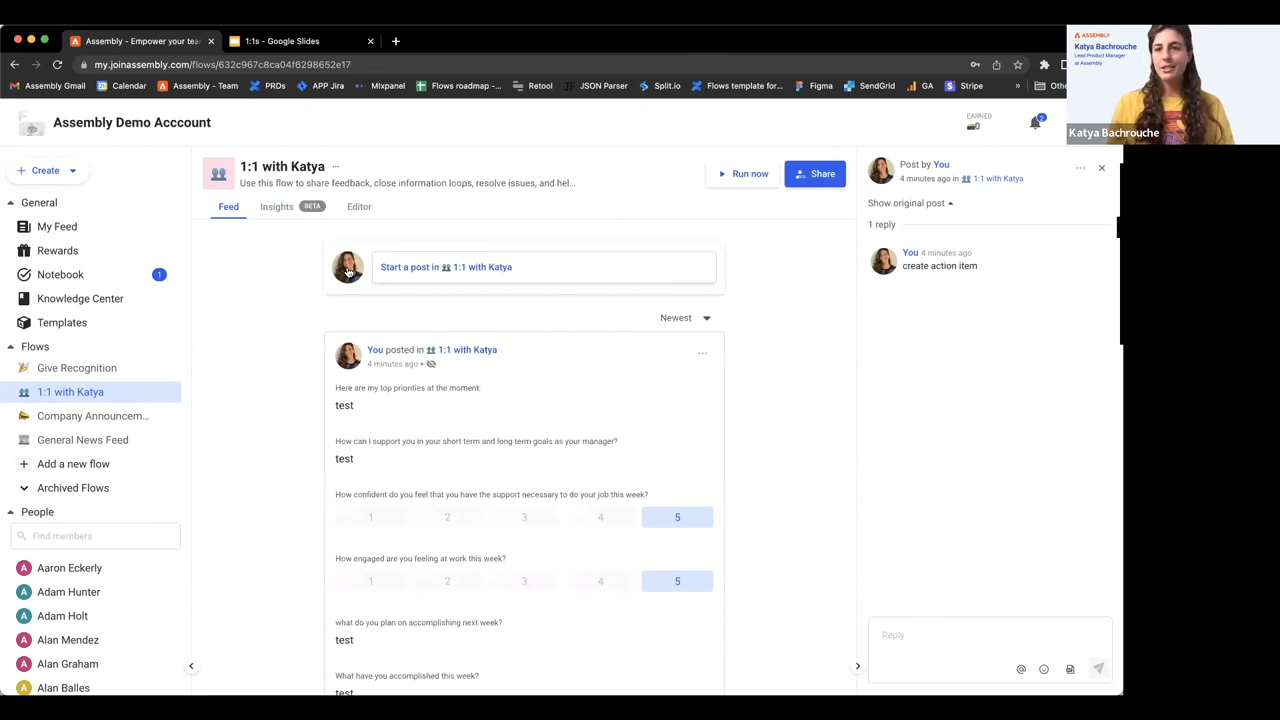 Assembly - Empower your tea
1:1s - Google Slides
my.joinassembly.com/flows/632c967c8ca04f6298652e17
Assembly Gmail
Calendar
Assembly - Team
PRDs
APP Jira
Mixpanel
Flows roadmap -...
Retool
JSON Parser
Split.io
Flows template for...
Figma
SendGrid
GA
Stripe
Oth
ASSEMBLY
Katya Bachrouche
Lead Product Manager
at Assembly
Katya Bachrouche
Assembly Demo Acccount
EARNED
0
2
Create
General
My Feed
Rewards
Notebook
1
Knowledge Center
Templates
Flows
Give Recognition
1:1 with Katya
Company Announcem...
General News Feed
Add a new flow
Archived Flows
People
Find members
A Aaron Eckerly
A Adam Hunter
A Adam Holt
A Alan Mendez
A Alan Graham
A Alan Balles
1:1 with Katya ...
Use this flow to share feedback, close information loops, resolve issues, and hel...
Run now
Share
Feed
Insights
BETA
Editor
Start a post in 1:1 with Katya
Newest
You posted in 1:1 with Katya
4 minutes ago •
Here are my top priorities at the moment:
test
How can i support you in your short term and long term goals as your manager?
test
How confident do you feel that you have the support necessary to do your job this week?
1 2 3 4 5
How engaged are you feeling at work this week?
1 2 3 4 5
what do you plan on accomplishing next week?
test
What have you accomplished this week?
test
Post by You
4 minutes ago in 1:1 with Katya
Show original post
1 reply
You 4 minutes ago
create action item
Reply